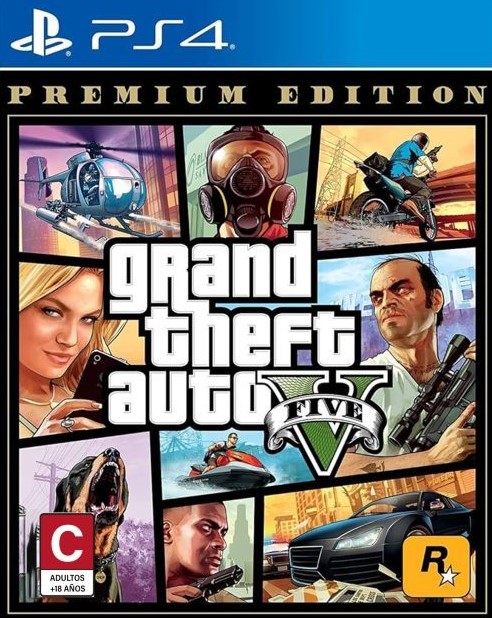 PS4
PREMIUM EDITION
grand
theft
auto V
FIVE
C
ADULTOS
+18 AÑOS
R